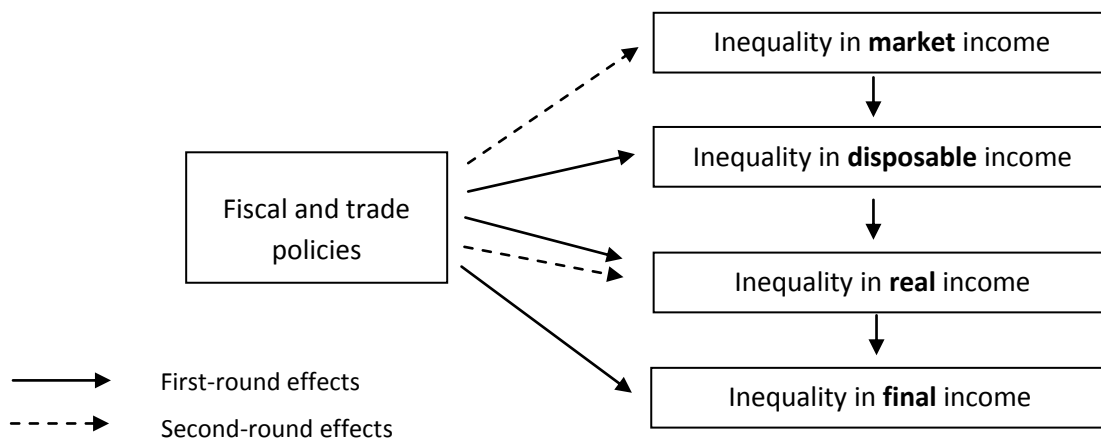 Inequality in market income
Inequality in disposable income
Fiscal and trade
policies
Inequality in real income
Inequality in final income
First-round effects
Second-round effects